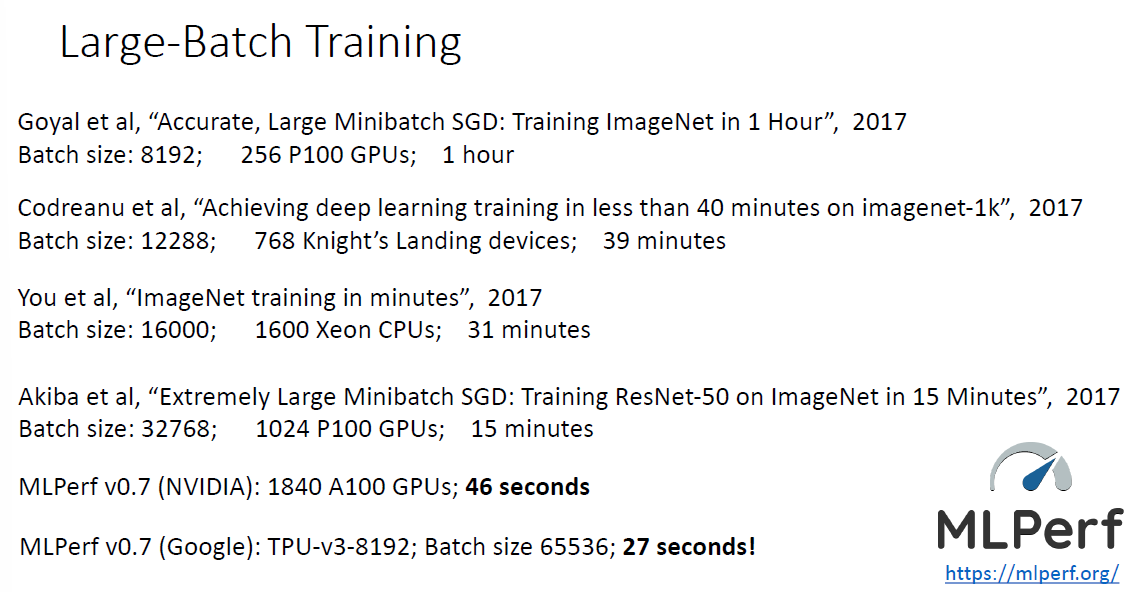 Large-Batch Training
Goyal et al, “Accurate, Large Minibatch SGD: Training ImageNet in 1 Hour”, 2017
Batch size: 8192; 256 P100 GPUs; 1 hour
Codreanu et al, “Achieving deep learning training in less than 40 minutes on imagenet-1k”, 2017
Batch size: 12288; 768 Knight’s Landing devices; 39 minutes
You et al, “ImageNet training in minutes”, 2017
Batch size: 16000; 1600 Xeon CPUs; 31 minutes
Akiba et al, “Extremely Large Minibatch SGD: Training ResNet-50 on ImageNet in 15 Minutes”, 2017
Batch size: 32768; 1024 P100 GPUs; 15 minutes
MLPerf v0.7 (NVIDIA): 1840 A100 GPUs; 46 seconds
MLPerf v0.7 (Google): TPU-v3-8192; Batch size 65536; 27 seconds!
MLPerf
https://mlperf.org/